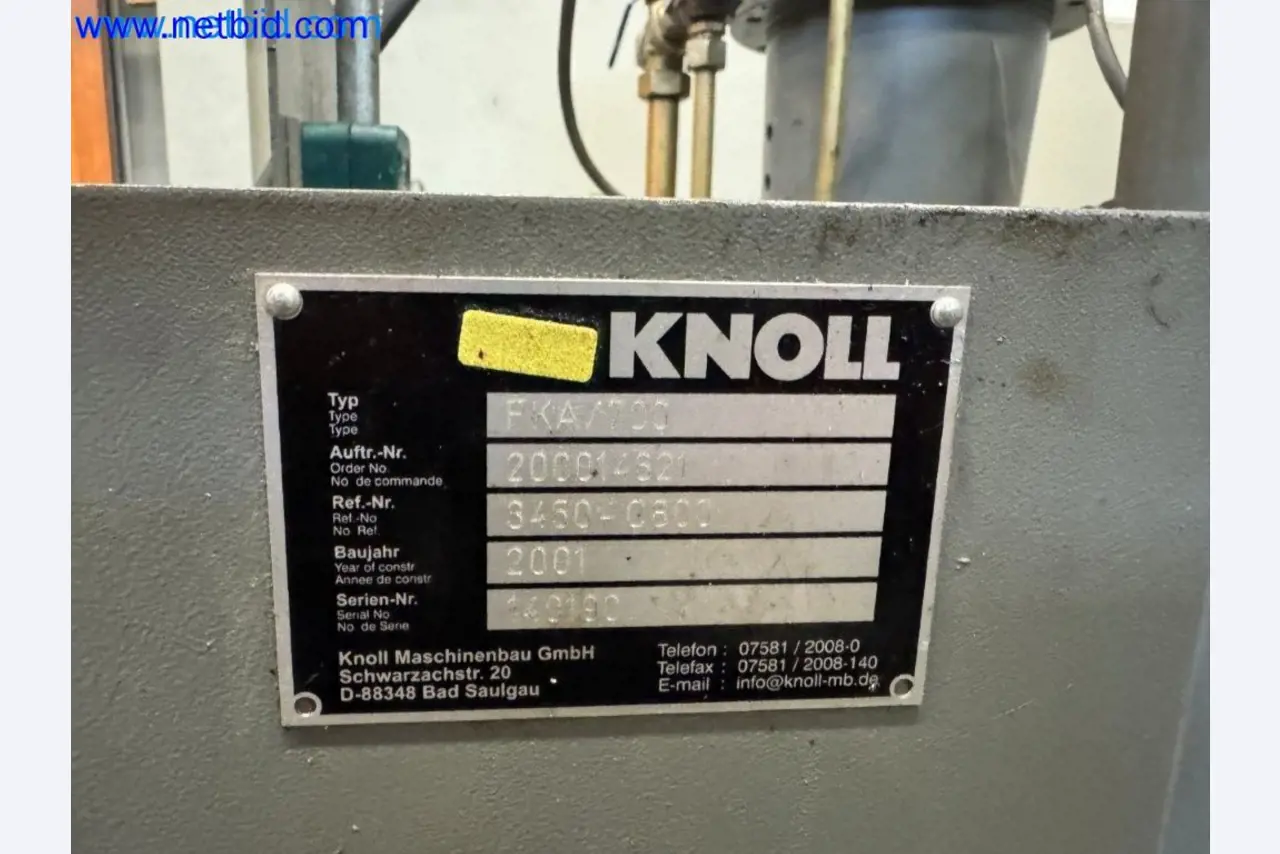 www.netbid.com
KNOLL
Typ
Type
Type
FKA/700
Auftr.-Nr.
Order No
No de commande
Ref.-Nr.
Ref.-No
No Ref.
Baujahr
Year of constr
Annee de constr
2001
Serien-Nr.
Serial No
No de Serie
Knoll Maschinenbau GmbH
Schwarzachstr. 20
D-88348 Bad Saulgau
Telefon : 07581 / 2008-0
Telefax : 07581 / 2008-140
E-mail : info@knoll-mb.de